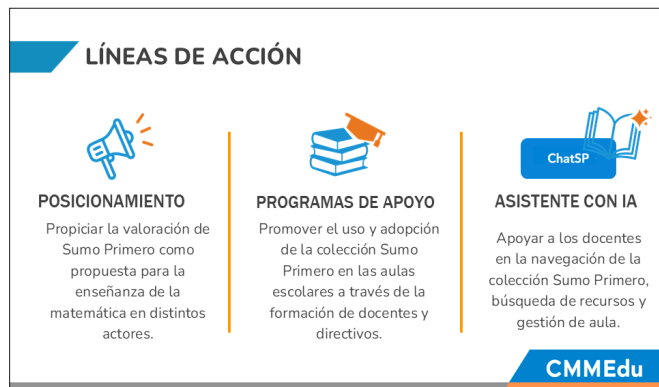 LÍNEAS DE ACCIÓN
POSICIONAMIENTO
Propiciar la valoración de
Sumo Primero como
propuesta para la
enseñanza de la
matemática en distintos
actores.
PROGRAMAS DE APOYO
Promover el uso y adopción
de la colección Sumo
Primero en las aulas
escolares a través de la
formación de docentes y
directivos.
ChatSP
ASISTENTE CON IA
Apoyar a los docentes
en la navegación de la
colección Sumo Primero,
búsqueda de recursos y
gestión de aula.
CMMEdu